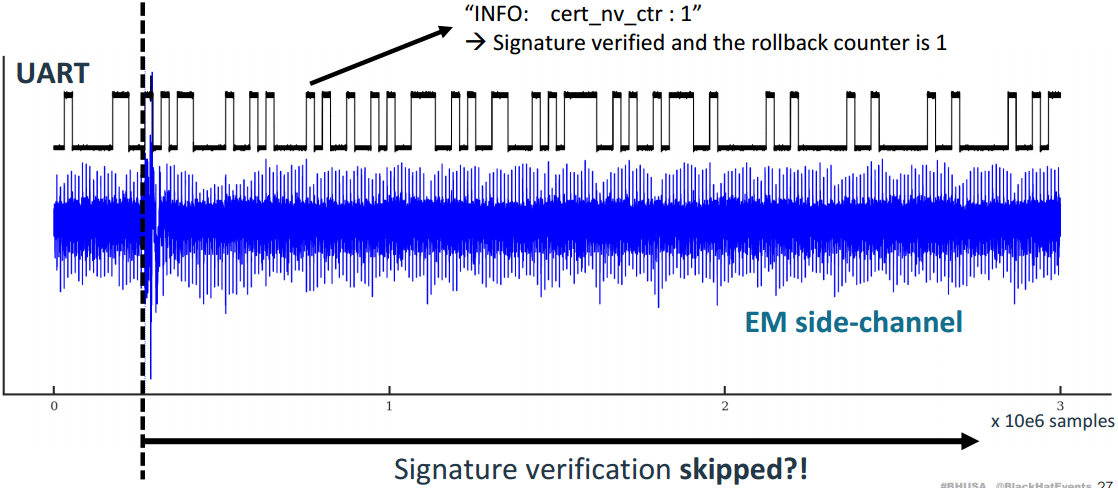 “INFO: cert_nv_ctr : 1”
→ Signature verified and the rollback counter is 1
UART
EM side-channel
0 1 2 3
x 10e6 samples
Signature verification skipped?!
#BHUSA @BlackHatEvents 27